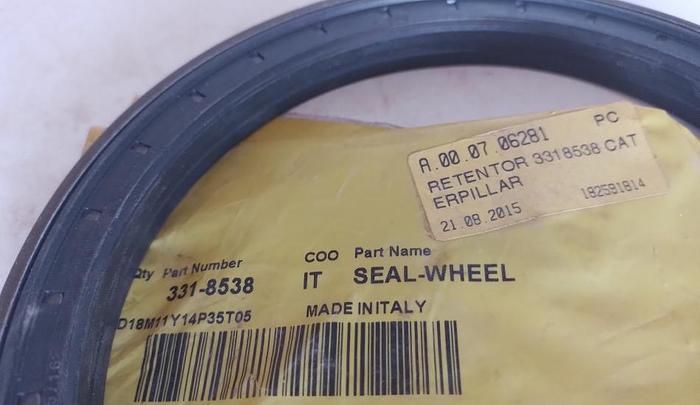 A.00.07.06281 PC
RETENTOR 3318538 CAT
ERPILLAR
21.08.2015 182591814
Qty Part Number COO Part Name
331-8538 IT SEAL-WHEEL
D18M11Y14P35T05 MADE IN ITALY